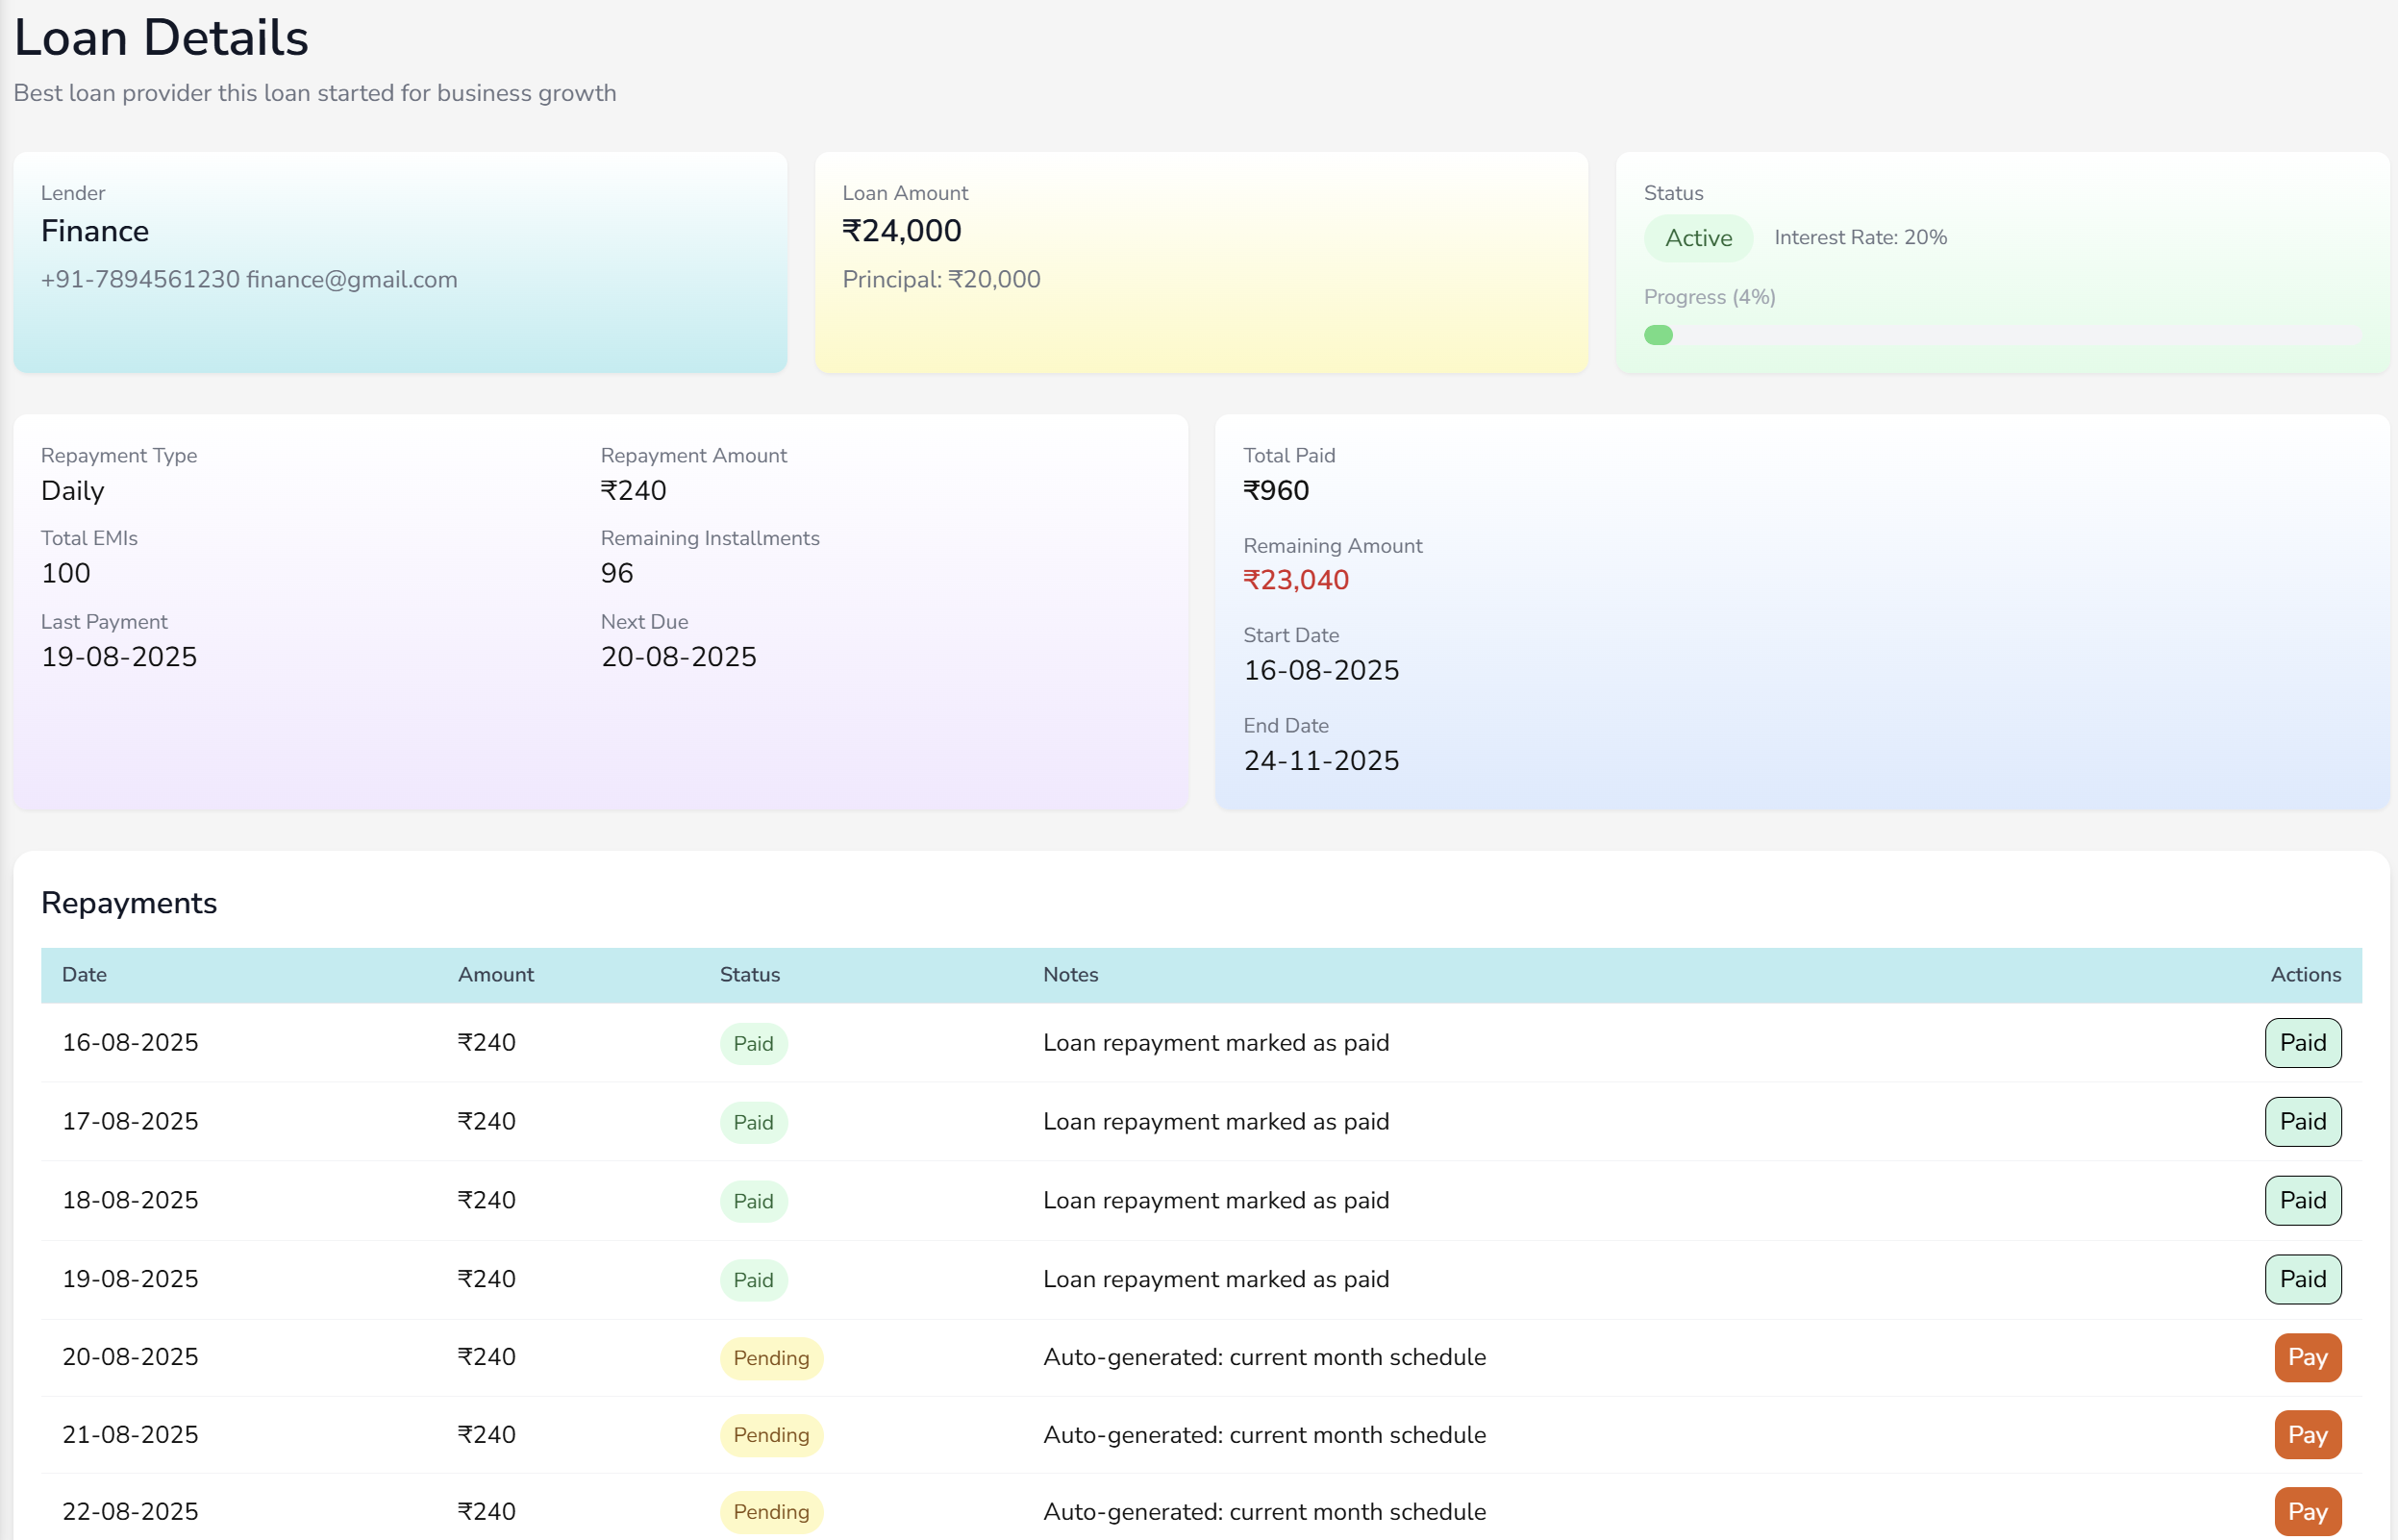 Loan Details
Best loan provider this loan started for business growth
Lender
Finance
+91-7894561230 finance@gmail.com
Loan Amount
₹24,000
Principal: ₹20,000
Status
Active Interest Rate: 20%
Progress (4%)
Repayment Type
Daily
Repayment Amount
₹240
Total EMIs
100
Remaining Installments
96
Last Payment
19-08-2025
Next Due
20-08-2025
Total Paid
₹960
Remaining Amount
₹23,040
Start Date
16-08-2025
End Date
24-11-2025
Repayments
Date Amount Status Notes Actions
16-08-2025 ₹240 Paid Loan repayment marked as paid Paid
17-08-2025 ₹240 Paid Loan repayment marked as paid Paid
18-08-2025 ₹240 Paid Loan repayment marked as paid Paid
19-08-2025 ₹240 Paid Loan repayment marked as paid Paid
20-08-2025 ₹240 Pending Auto-generated: current month schedule Pay
21-08-2025 ₹240 Pending Auto-generated: current month schedule Pay
22-08-2025 ₹240 Pending Auto-generated: current month schedule Pay